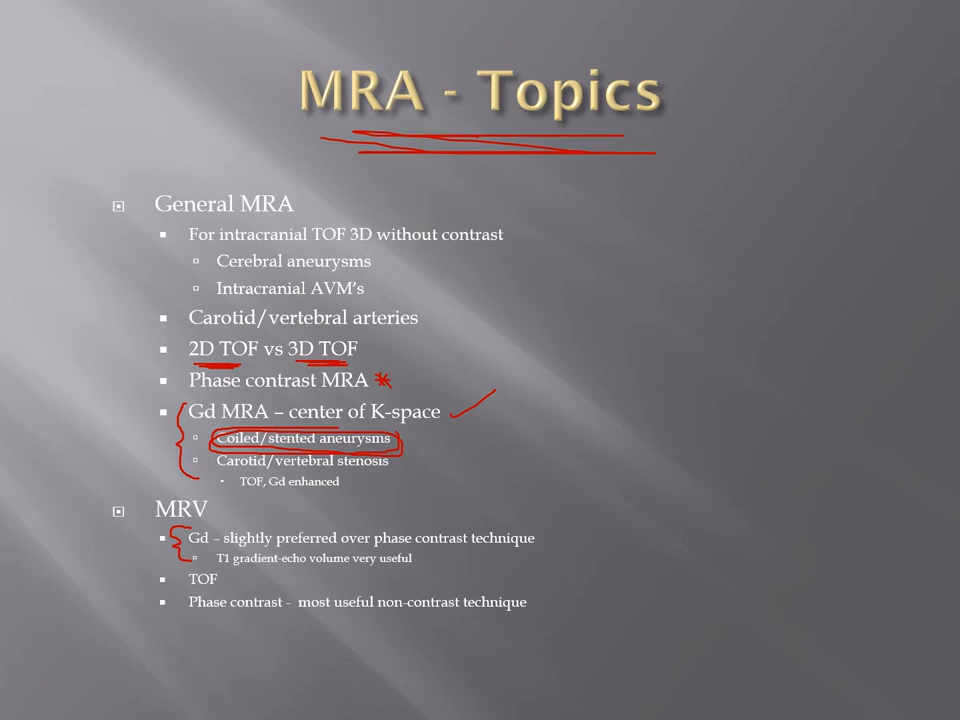 MRA - Topics
General MRA
For intracranial TOF 3D without contrast
Cerebral aneurysms
Intracranial AVM's
Carotid/vertebral arteries
2D TOF vs 3D TOF
Phase contrast MRA
Gd MRA – center of K-space
Coiled/stented aneurysms
Carotid/vertebral stenosis
TOF, Gd enhanced
MRV
Gd – slightly preferred over phase contrast technique
T1 gradient-echo volume very useful
TOF
Phase contrast - most useful non-contrast technique